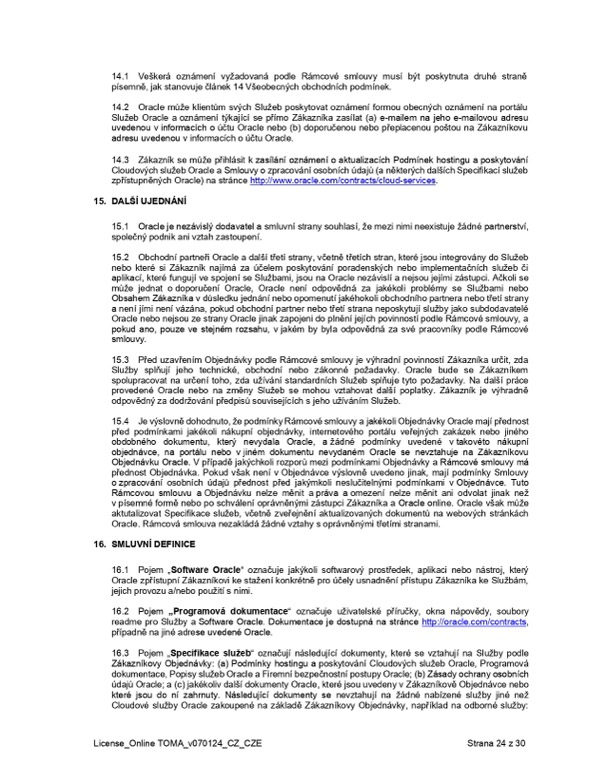 14.1 Veškerá oznámení vyžadovaná podle Rámcové smlouvy musí být poskytnuta druhé straně
písemně, jak stanovuje článek 14 Všeobecných obchodních podmínek.
14.2 Oracle může klientům svých Služeb poskytovat oznámení formou obecných oznámení na portálu
Služeb Oracle a oznámení týkající se přímo Zákazníka zasílat (a) e-mailem na jeho e-mailovou adresu
uvedenou v informacích o účtu Oracle nebo (b) doporučenou nebo přeplacenou poštou na Zákazníkovu
adresu uvedenou v informacích o účtu Oracle.
14.3 Zákazník se může přihlásit k zasílání oznámení o aktualizacích Podmínek hostingu a poskytování
Cloudových služeb Oracle a Smlouvy o zpracování osobních údajů (a některých dalších Specifikací služeb
zpřístupněných Oracle) na stránce http://www.oracle.com/contracts/cloud-services.
15. DALŠÍ UJEDNÁNÍ
15.1 Oracle je nezávislý dodavatel a smluvní strany souhlasí, že mezi nimi neexistuje žádné partnerství,
společný podnik ani vztah zastoupení.
15.2 Obchodní partneři Oracle a další třetí strany, včetně třetích stran, které jsou integrovány do Služeb
nebo které si Zákazník najímá za účelem poskytování poradenských nebo implementačních služeb či
aplikací, které fungují ve spojení se Službami, jsou na Oracle nezávislí a nejsou jejími zástupci. Ačkoli se
může jednat o doporučení Oracle, Oracle není odpovědná za jakékoli problémy se Službami nebo
Obsahem Zákazníka v důsledku jednání nebo opomenutí jakéhokoli obchodního partnera nebo třetí strany
a není jimi není vázána, pokud obchodní partner nebo třetí strana neposkytují služby jako subdodavatelé
Oracle nebo nejsou ze strany Oracle jinak zapojeni do plnění jejích povinností podle Rámcové smlouvy, a
pokud ano, pouze ve stejném rozsahu, v jakém by byla odpovědná za své pracovníky podle Rámcové
smlouvy.
15.3 Před uzavřením Objednávky podle Rámcové smlouvy je výhradní povinností Zákazníka určit, zda
Služby splňují jeho technické, obchodní nebo zákonné požadavky. Oracle bude se Zákazníkem
spolupracovat na určení toho, zda užívání standardních Služeb splňuje tyto požadavky. Na další práce
provedené Oracle nebo na změny Služeb se mohou vztahovat další poplatky. Zákazník je výhradně
odpovědný za dodržování předpisů souvisejících s jeho užíváním Služeb.
15.4 Je výslovně dohodnuto, že podmínky Rámcové smlouvy a jakékoli Objednávky Oracle mají přednost
před podmínkami jakékoli nákupní objednávky, internetového portálu veřejných zakázek nebo jiného
obdobného dokumentu, který nevydala Oracle, a žádné podmínky uvedené v takovéto nákupní
objednávce, na portálu nebo v jiném dokumentu nevydaném Oracle se nevztahuje na Zákazníkovu
Objednávku Oracle. V případě jakýchkoli rozporů mezi podmínkami Objednávky a Rámcové smlouvy má
přednost Objednávka. Pokud však není v Objednávce výslovně uvedeno jinak, mají podmínky Smlouvy
o zpracování osobních údajů přednost před jakýmkoli neslučitelnými podmínkami v Objednávce. Tuto
Rámcovou smlouvu a Objednávku nelze měnit a práva a omezení nelze měnit ani odvolat jinak než
v písemné formě nebo po schválení oprávněnými zástupci Zákazníka a Oracle online. Oracle však může
aktutalizovat Specifikace služeb, včetně zveřejnění aktualizovaných dokumentů na webových stránkách
Oracle. Rámcová smlouva nezakládá žádné vztahy s oprávněnými třetími stranami.
16. SMLUVNÍ DEFINICE
16.1 Pojem „Software Oracle“ označuje jakýkoli softwarový prostředek, aplikaci nebo nástroj, který
Oracle zpřístupní Zákazníkovi ke stažení konkrétně pro účely usnadnění přístupu Zákazníka ke Službám,
jejich provozu a/nebo použití s nimi.
16.2 Pojem „Programová dokumentace“ označuje uživatelské příručky, okna nápovědy, soubory
readme pro Služby a Software Oracle. Dokumentace je dostupná na stránce http://oracle.com/contracts,
případně na jiné adrese uvedené Oracle.
16.3 Pojem „Specifikace služeb“ označují následující dokumenty, které se vztahují na Služby podle
Zákazníkovy Objednávky: (a) Podmínky hostingu a poskytování Cloudových služeb Oracle, Programová
dokumentace, Popisy služeb Oracle a Firemní bezpečnostní postupy Oracle; (b) Zásady ochrany osobních
údajů Oracle; a (c) jakékoliv další dokumenty Oracle, které jsou uvedeny v Zákazníkově Objednávce nebo
které jsou do ní zahrnuty. Následující dokumenty se nevztahují na žádné nabízené služby jiné než
Cloudové služby Oracle zakoupené na základě Zákazníkovy Objednávky, například na odborné služby:
License_Online TOMA_v070124_CZ_CZE Strana 24 z 30